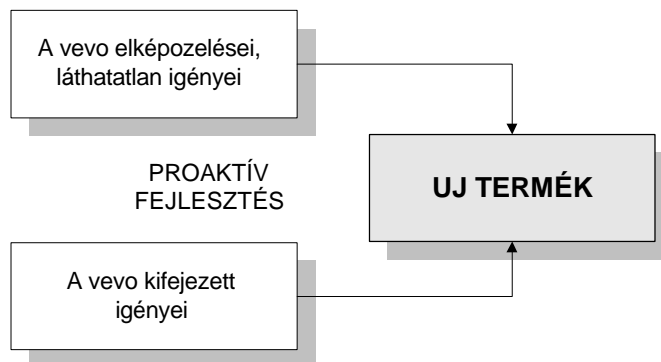 A vevo elképozelései,
láthatatlan igényei
PROAKTÍV
FEJLESZTÉS
UJ TERMÉK
A vevo kifejezett
igényei